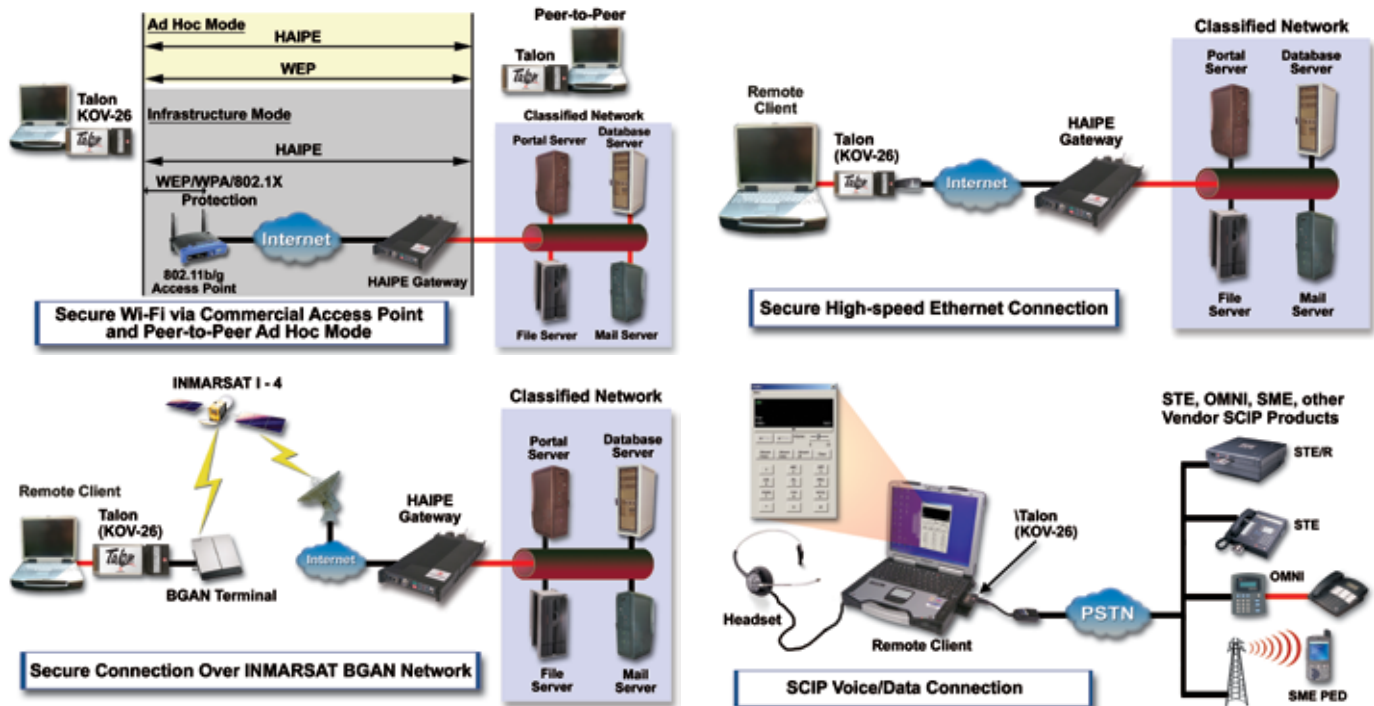 Ad Hoc Mode
HAIPE
WEP
Talon
KOV-26
Infrastructure Mode
HAIPE
WEP/WPA/802.1X
Protection
Internet
802.11b/g
Access Point
HAIPE Gateway
Peer-to-Peer
Talon
Talon
Talon
Classified Network
Portal Server
Database
Server
File Server
Mail Server
Secure Wi-Fi via Commercial Access Point
and Peer-to-Peer Ad Hoc Mode
Classified Network
Portal
Server
Database
Server
Remote
Client
Talon
(KOV-26)
Talon
Internet
HAIPE
Gateway
File
Server
Mail
Server
Secure High-speed Ethernet Connection
INMARSAT I - 4
Remote Client
Talon
(KOV-26)
Talon
BGAN Terminal
Internet
HAIPE
Gateway
Classified Network
Portal
Server
Database
Server
File
Server
Mail
Server
Secure Connection Over INMARSAT BGAN Network
STE, OMNI, SME, other
Vendor SCIP Products
STE/R
STE
OMNI
SME PED
\Talon
(KOV-26)
PSTN
Headset
Remote Client
SCIP Voice/Data Connection